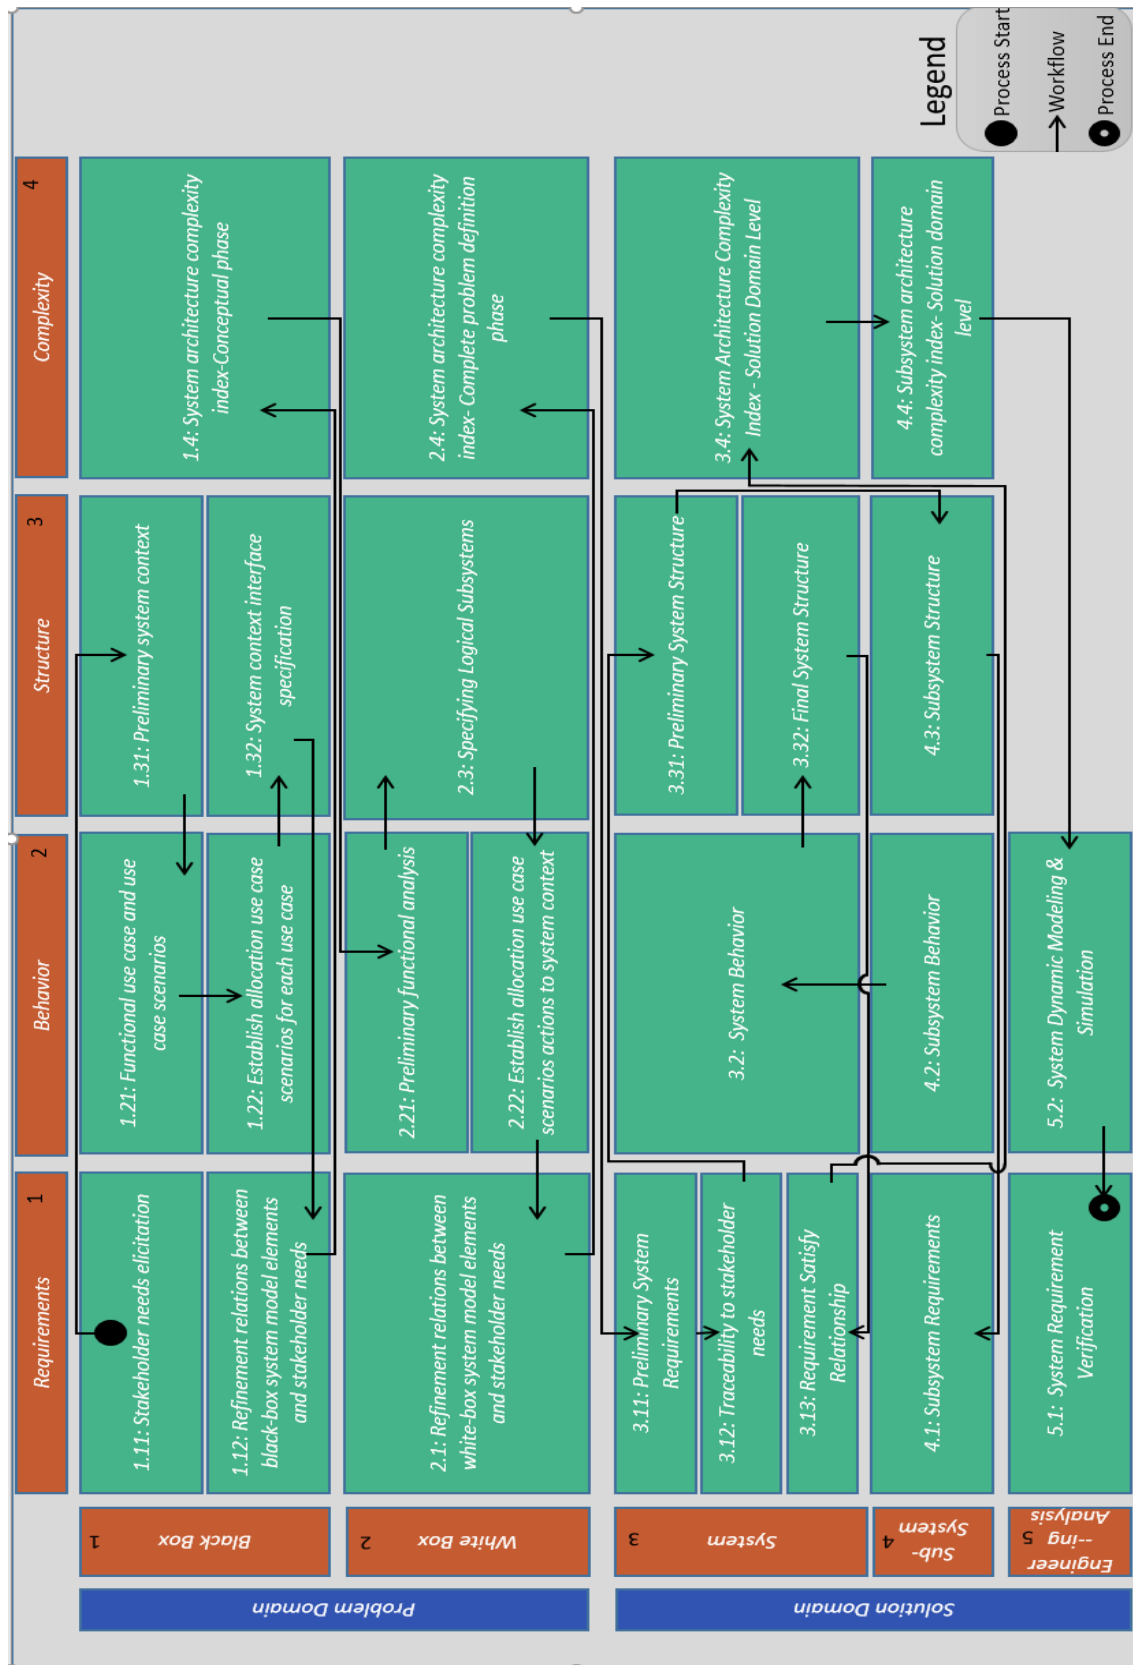 Requirements
1
Behavior
2
Structure
3
Complexity
4
Problem Domain
Black Box
1
1.11: Stakeholder needs elicitation
1.12: Refinement relations between
black-box system model elements
and stakeholder needs
1.21: Functional use case and use
case scenarios
1.22: Establish allocation use case
scenarios for each use case
1.31: Preliminary system context
1.32: System context interface
specification
1.4: System architecture complexity
index-Conceptual phase
White Box
2
2.1: Refinement relations between
white-box system model elements
and stakeholder needs
2.21: Preliminary functional analysis
2.22: Establish allocation use case
scenarios actions to system context
2.3: Specifying Logical Subsystems
2.4: System architecture complexity
index- Complete problem definition
phase
Solution Domain
System
3
3.11: Preliminary System
Requirements
3.12: Traceability to stakeholder
needs
3.13: Requirement Satisfy
Relationship
3.2: System Behavior
3.31: Preliminary System Structure
3.32: Final System Structure
3.4: System Architecture Complexity
Index - Solution Domain Level
Sub-
System
4
4.1: Subsystem Requirements
4.2: Subsystem Behavior
4.3: Subsystem Structure
4.4: Subsystem architecture
complexity index- Solution domain
level
Engineer
--ing
Analysis
5
5.1: System Requirement
Verification
5.2: System Dynamic Modeling &
Simulation
Legend
Process Start
Workflow
Process End